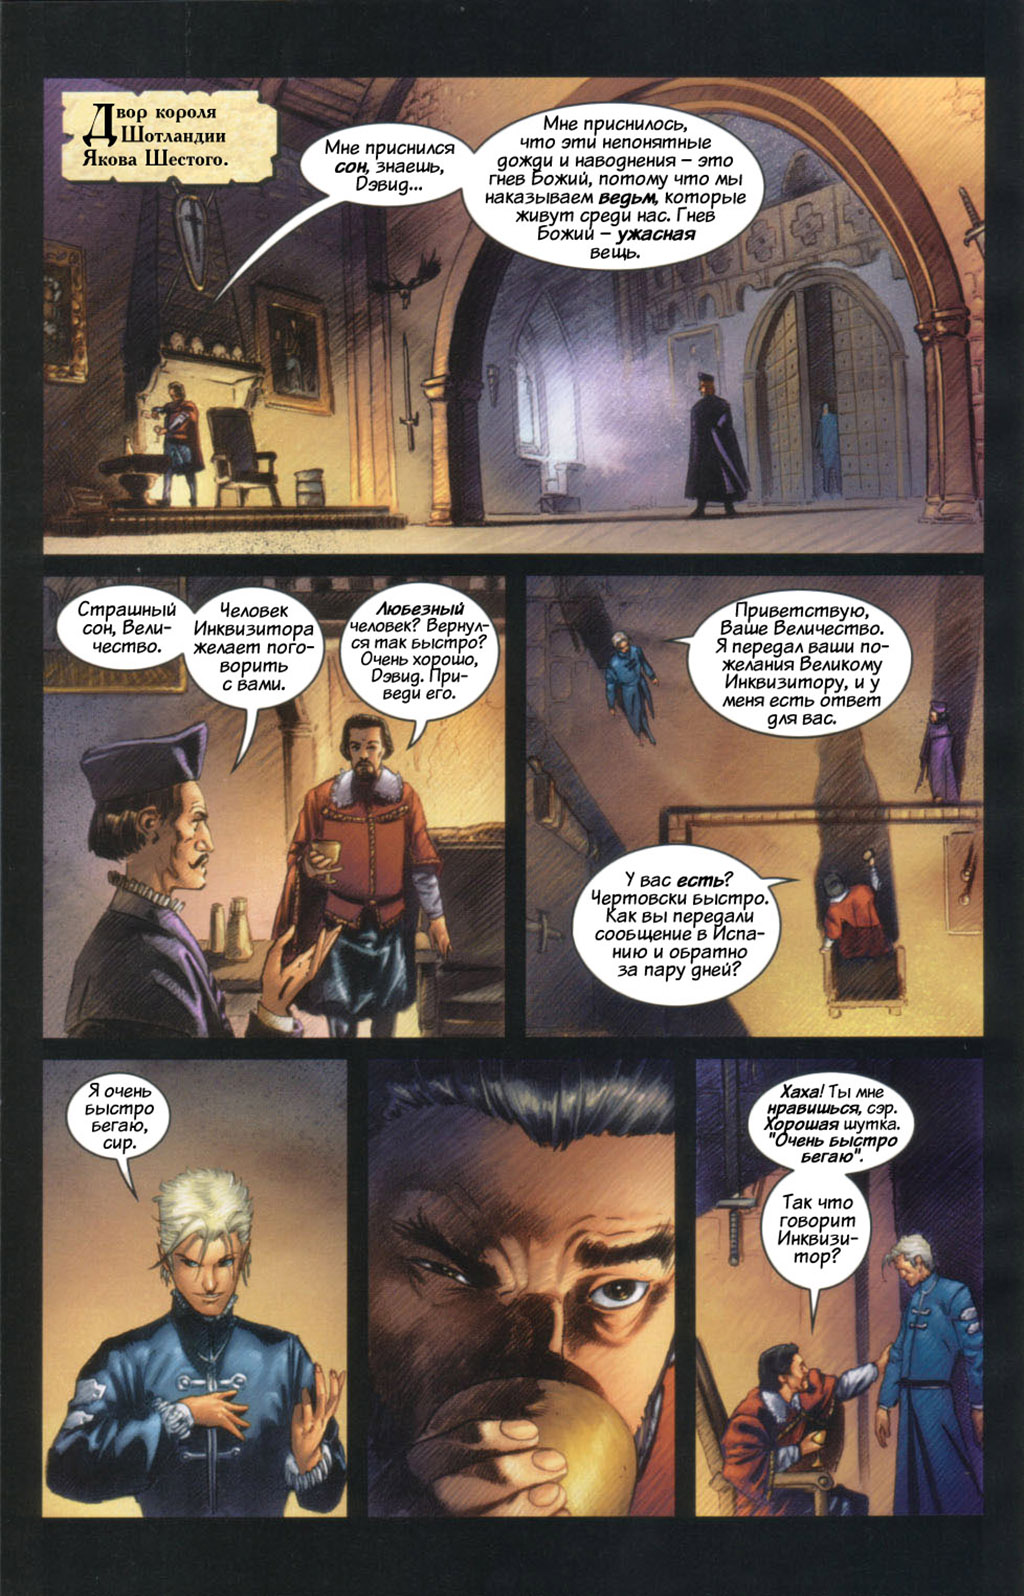 Двор короля
Шотландии
Якова Шестого.
Мне приснился
сон, знаешь,
Дэвид...
Мне приснилось,
что эти непонятные
дожди и наводнения – это
гнев Божий, потому что мы
наказываем ведьм, которые
живут среди нас. Гнев
Божий – ужасная
вещь.
Страшный
сон, Вели-
чество.
Человек
Инквизитора
желает пого-
ворить
с вами.
Любезный
человек? Вернул-
ся так быстро?
Очень хорошо,
Дэвид. При-
веди его.
Приветствую,
Ваше Величество.
Я передал ваши по-
желания Великому
Инквизитору, и у
меня есть ответ
для вас.
У вас есть?
Чертовски быстро.
Как вы передали
сообщение в Испа-
нию и обратно
за пару дней?
Я очень
быстро
бегаю,
сир.
Хаха! Ты мне
нравишься, сэр.
Хорошая шутка.
"Очень быстро
бегаю".
Так что
говорит
Инквизи-
тор?